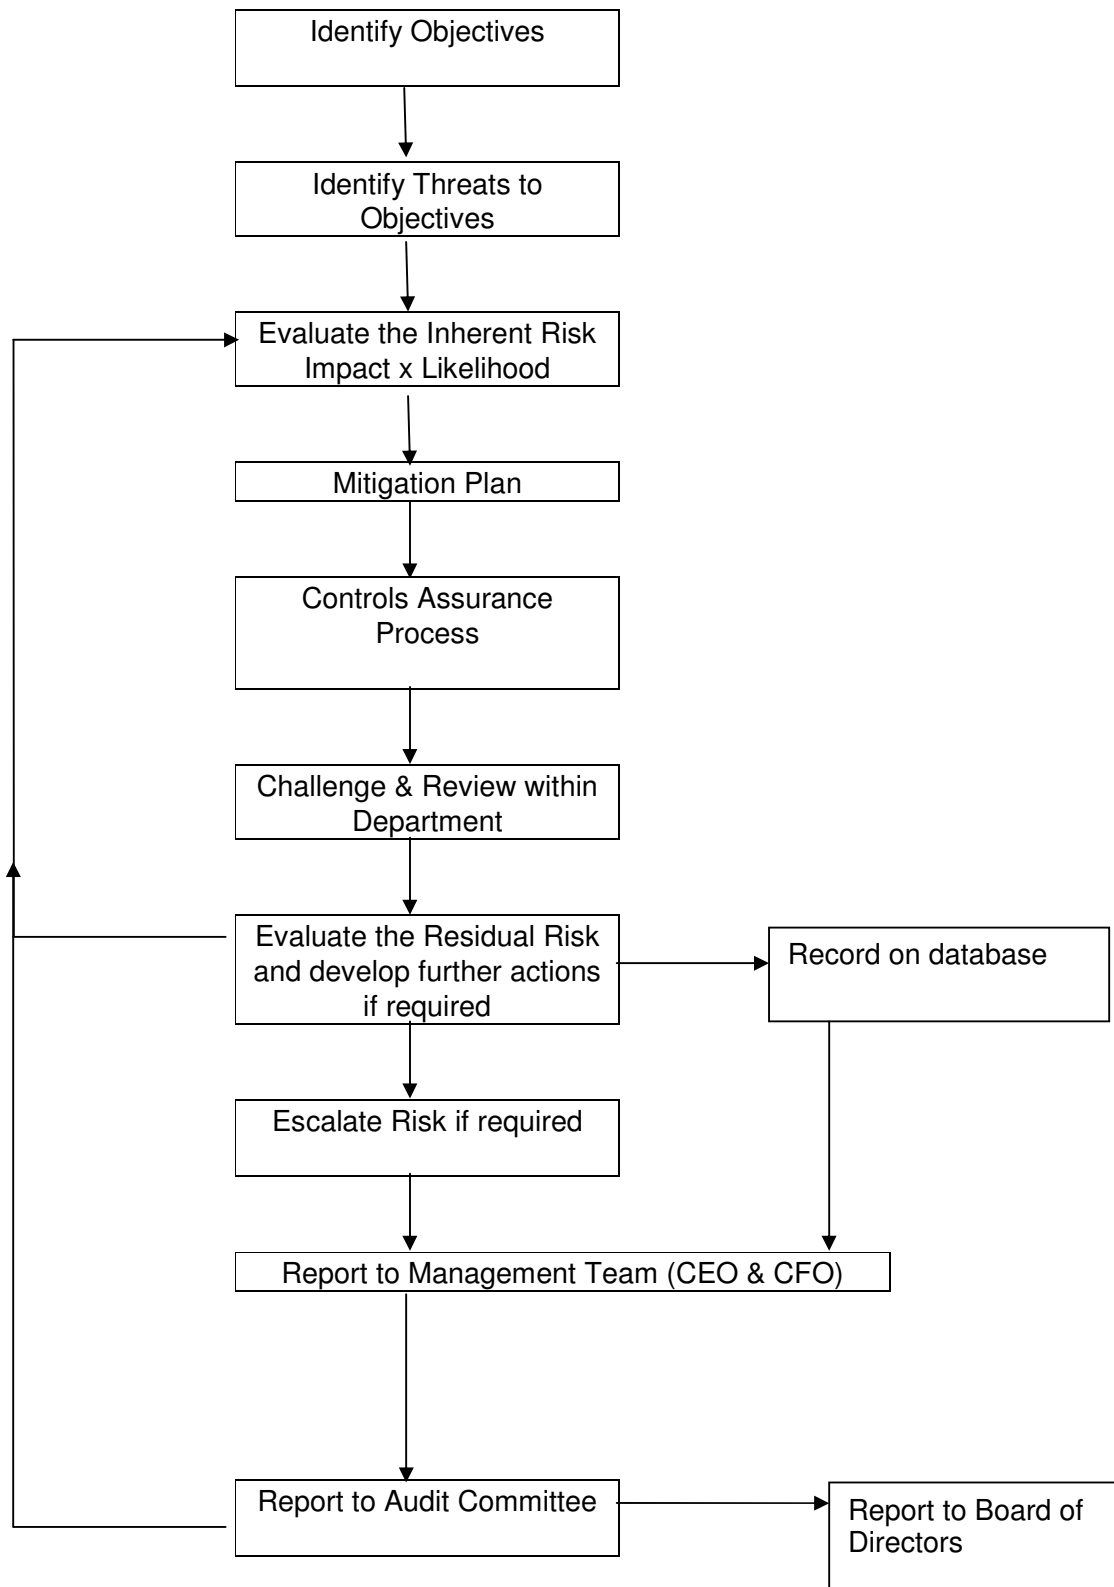 Identify Objectives
Identify Threats to
Objectives
Evaluate the Inherent Risk
Impact x Likelihood
Mitigation Plan
Controls Assurance
Process
Challenge & Review within
Department
Evaluate the Residual Risk
and develop further actions
if required
Record on database
Escalate Risk if required
Report to Management Team (CEO & CFO)
Report to Audit Committee
Report to Board of
Directors